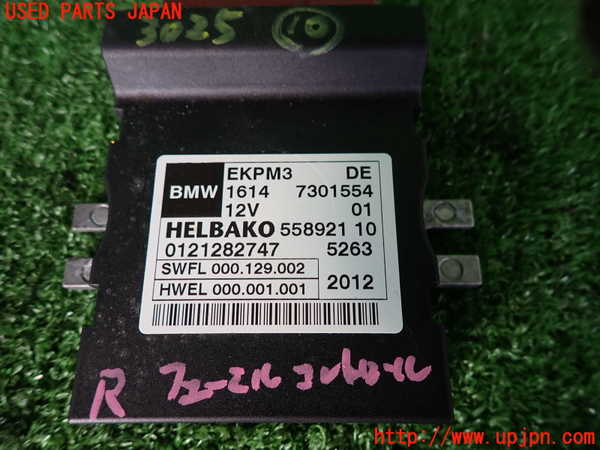 USED PARTS JAPAN
3025 10
EKPM3 DE
BMW 1614 7301554
12V 01
HELBAKO 558921 10
0121282747 5263
SWFL 000.129.002
HWEL 000.001.001 2012
R フューエル コントロール
http://www.upjpn.com